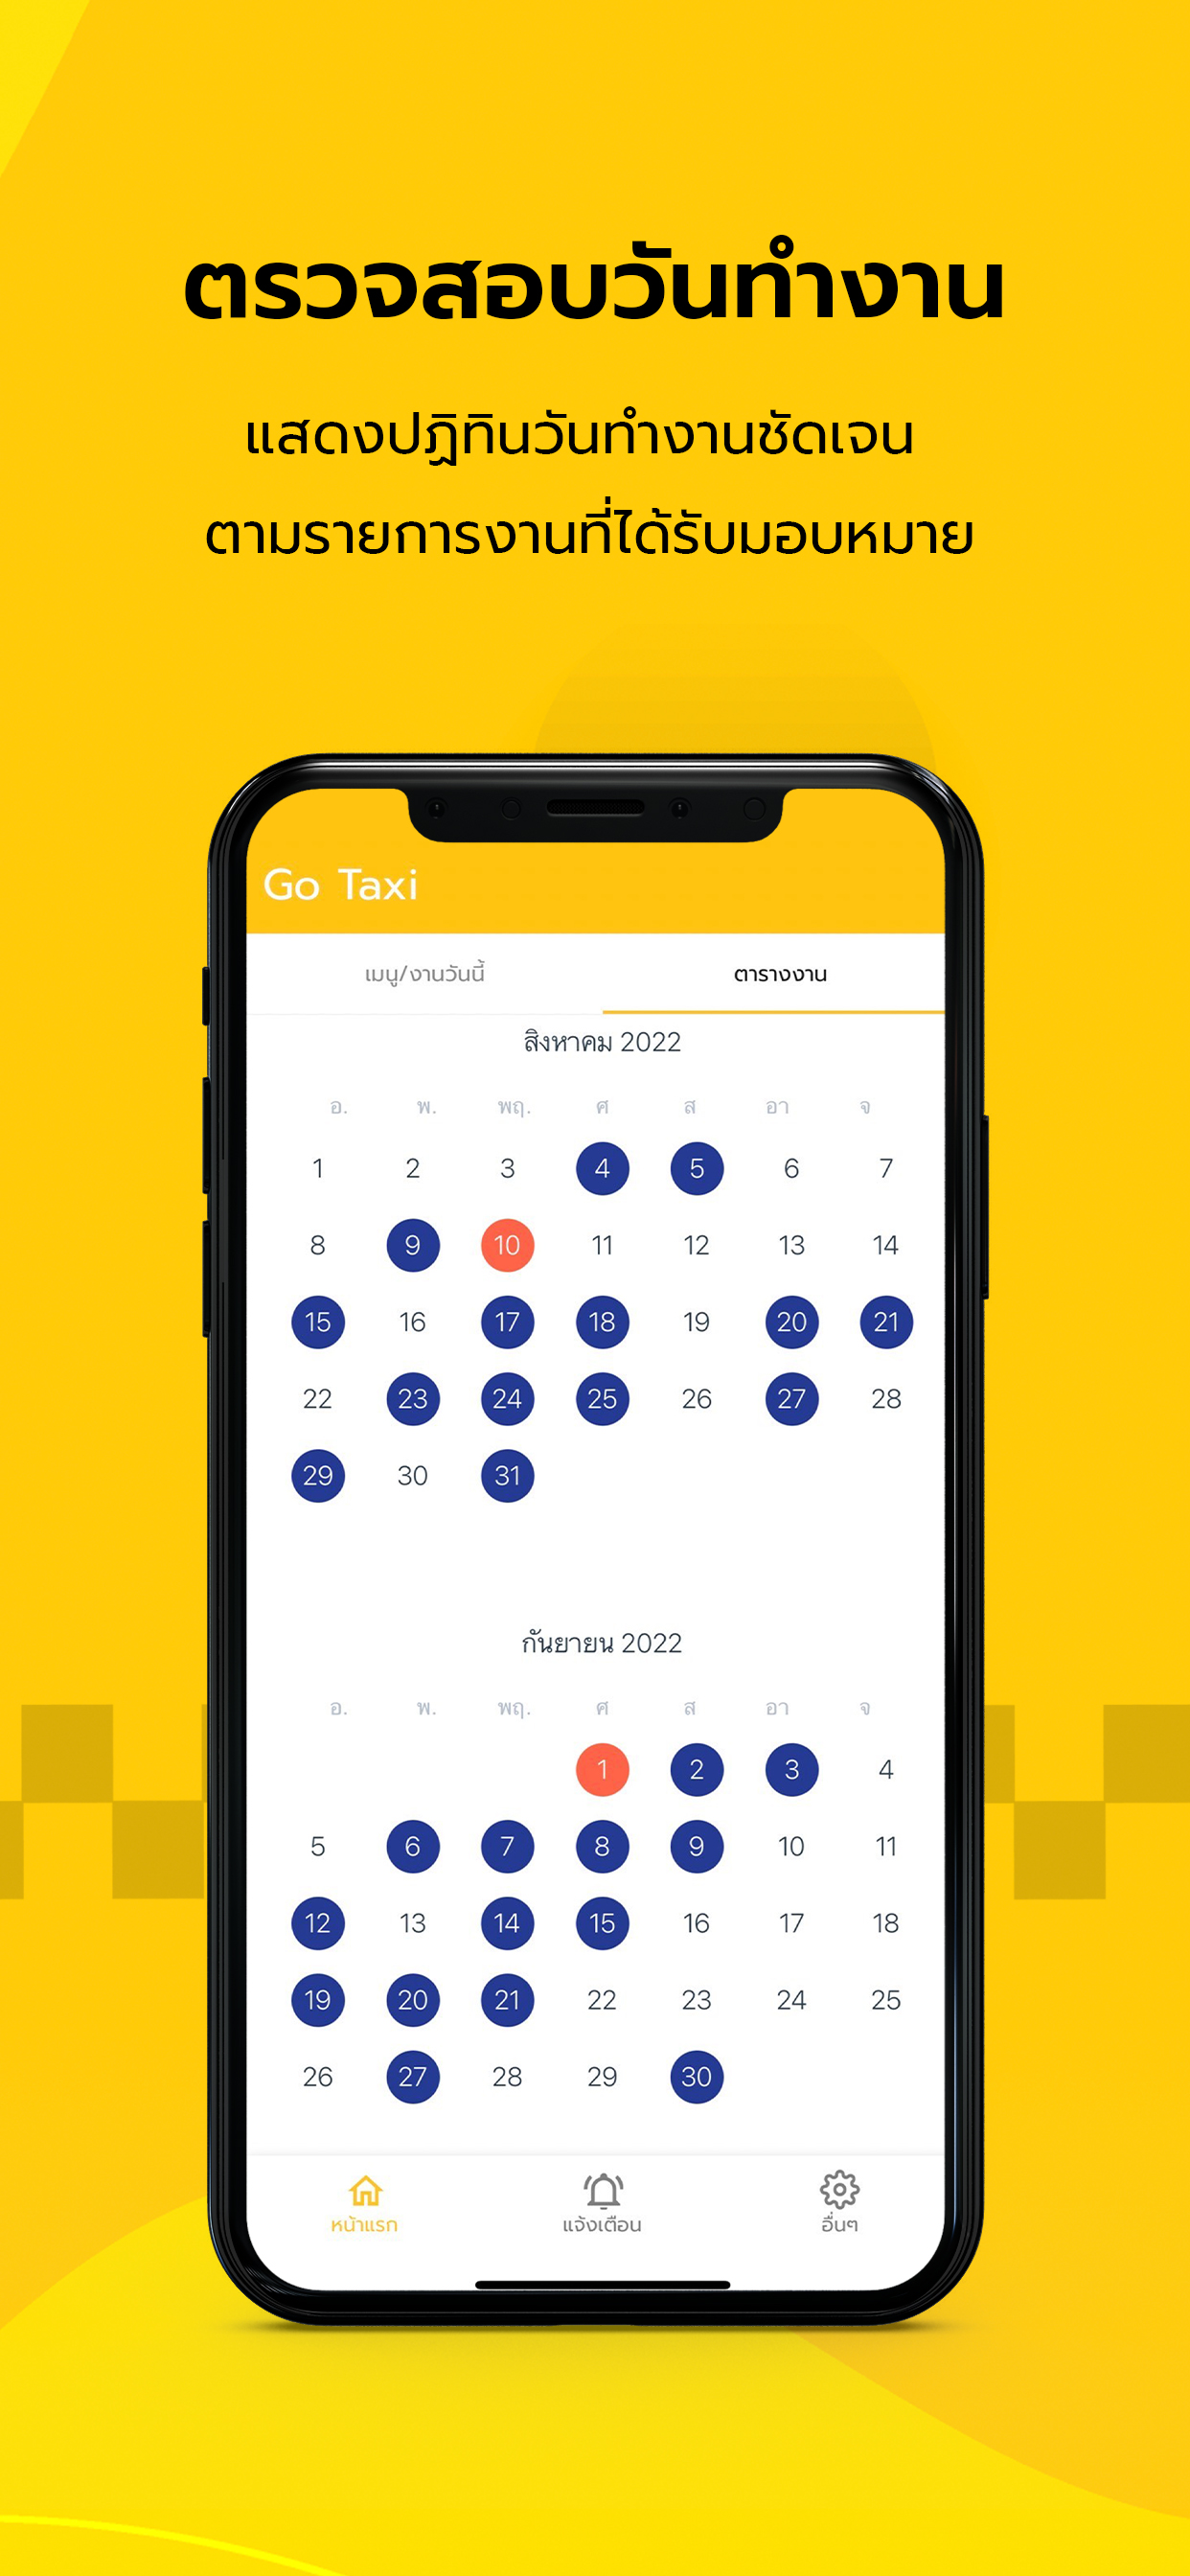 ตรวจสอบวันทำงาน
แสดงปฏิทินวันทำงานชัดเจน
ตามรายการงานที่ได้รับมอบหมาย
Go Taxi
เมนู/งานวันนี้ ตารางงาน
สิงหาคม 2022
อ. พ. พฤ. ศ ส อา จ
1 2 3 4 5 6 7
8 9 10 11 12 13 14
15 16 17 18 19 20 21
22 23 24 25 26 27 28
29 30 31
กันยายน 2022
อ. พ. พฤ. ศ ส อา จ
1 2 3 4
5 6 7 8 9 10 11
12 13 14 15 16 17 18
19 20 21 22 23 24 25
26 27 28 29 30
หน้าแรก แจ้งเตือน อื่นๆ